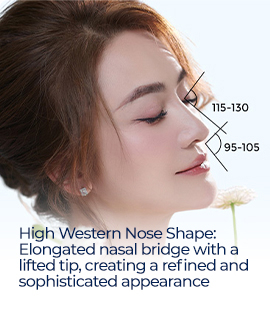 115-130
95-105
High Western Nose Shape:
Elongated nasal bridge with a
lifted tip, creating a refined and
sophisticated appearance